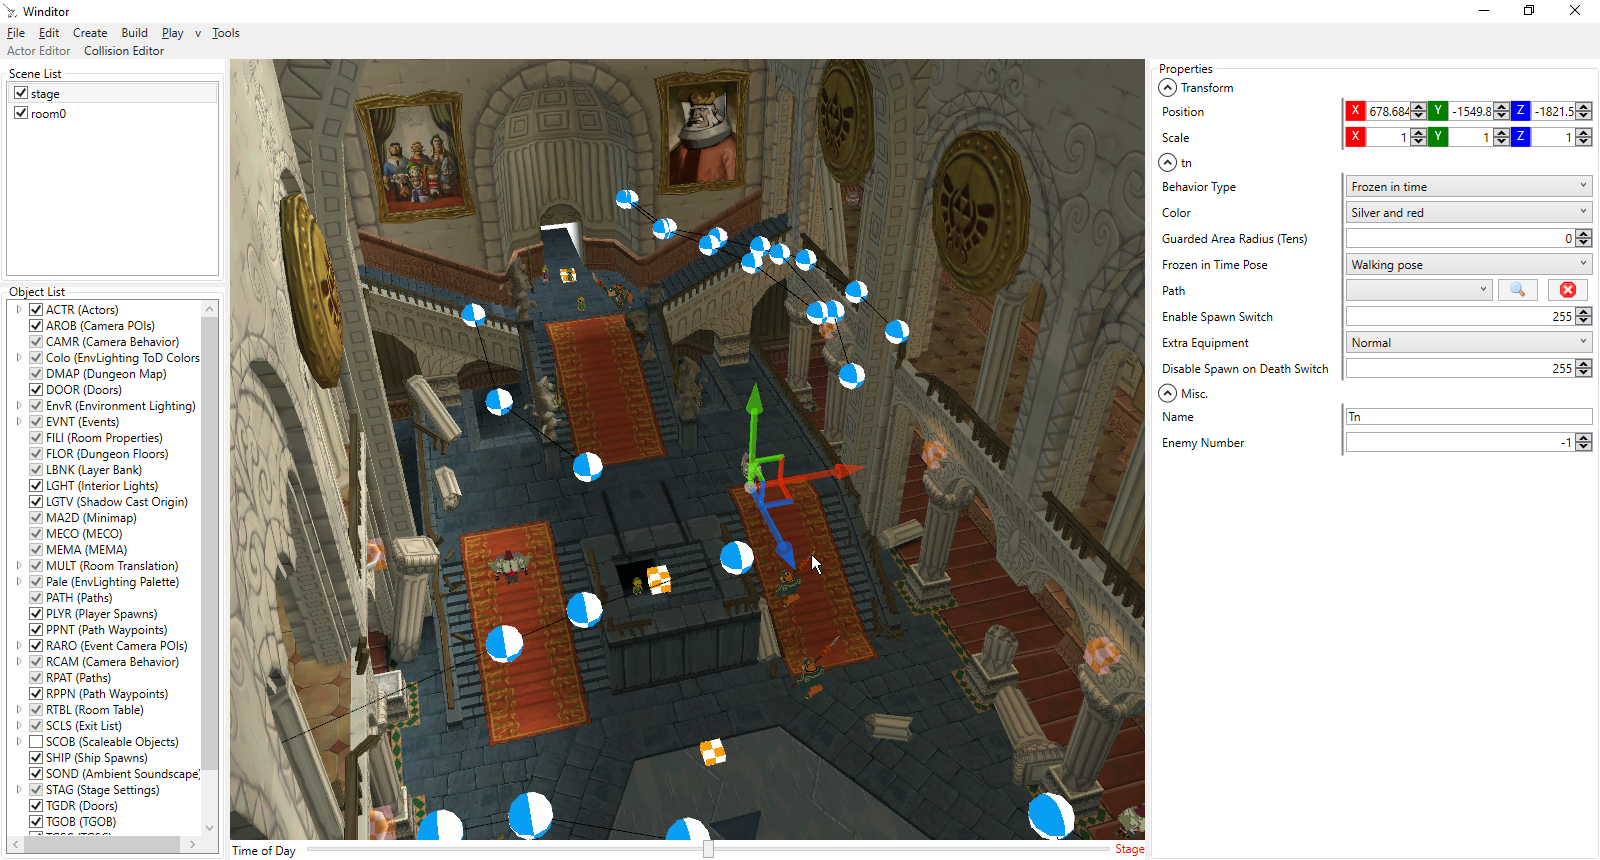 Winditor
File Edit Create Build Play v Tools
Actor Editor Collision Editor
Scene List
stage
room0
Object List
ACTR (Actors)
AROB (Camera POIs)
CAMR (Camera Behavior)
Colo (EnvLighting ToD Colors
DMAP (Dungeon Map)
DOOR (Doors)
EnvR (Environment Lighting)
EVNT (Events)
FILI (Room Properties)
FLOR (Dungeon Floors)
LBNK (Layer Bank)
LGHT (Interior Lights)
LGTV (Shadow Cast Origin)
MA2D (Minimap)
MECO (MECO)
MEMA (MEMA)
MULT (Room Translation)
Pale (EnvLighting Palette)
PATH (Paths)
PLYR (Player Spawns)
PPNT (Path Waypoints)
RARO (Event Camera POIs)
RCAM (Camera Behavior)
RPAT (Paths)
RPPN (Path Waypoints)
RTBL (Room Table)
SCLS (Exit List)
SCOB (Scaleable Objects)
SHIP (Ship Spawns)
SOND (Ambient Soundscape)
STAG (Stage Settings)
TGDR (Doors)
TGOB (TGOB)
Time of Day
Stage
Properties
Transform
Position X 678.684 Y -1549.8 Z -1821.5
Scale X 1 Y 1 Z 1
tn
Behavior Type Frozen in time
Color Silver and red
Guarded Area Radius (Tens) 0
Frozen in Time Pose Walking pose
Path
Enable Spawn Switch 255
Extra Equipment Normal
Disable Spawn on Death Switch 255
Misc.
Name Tn
Enemy Number -1